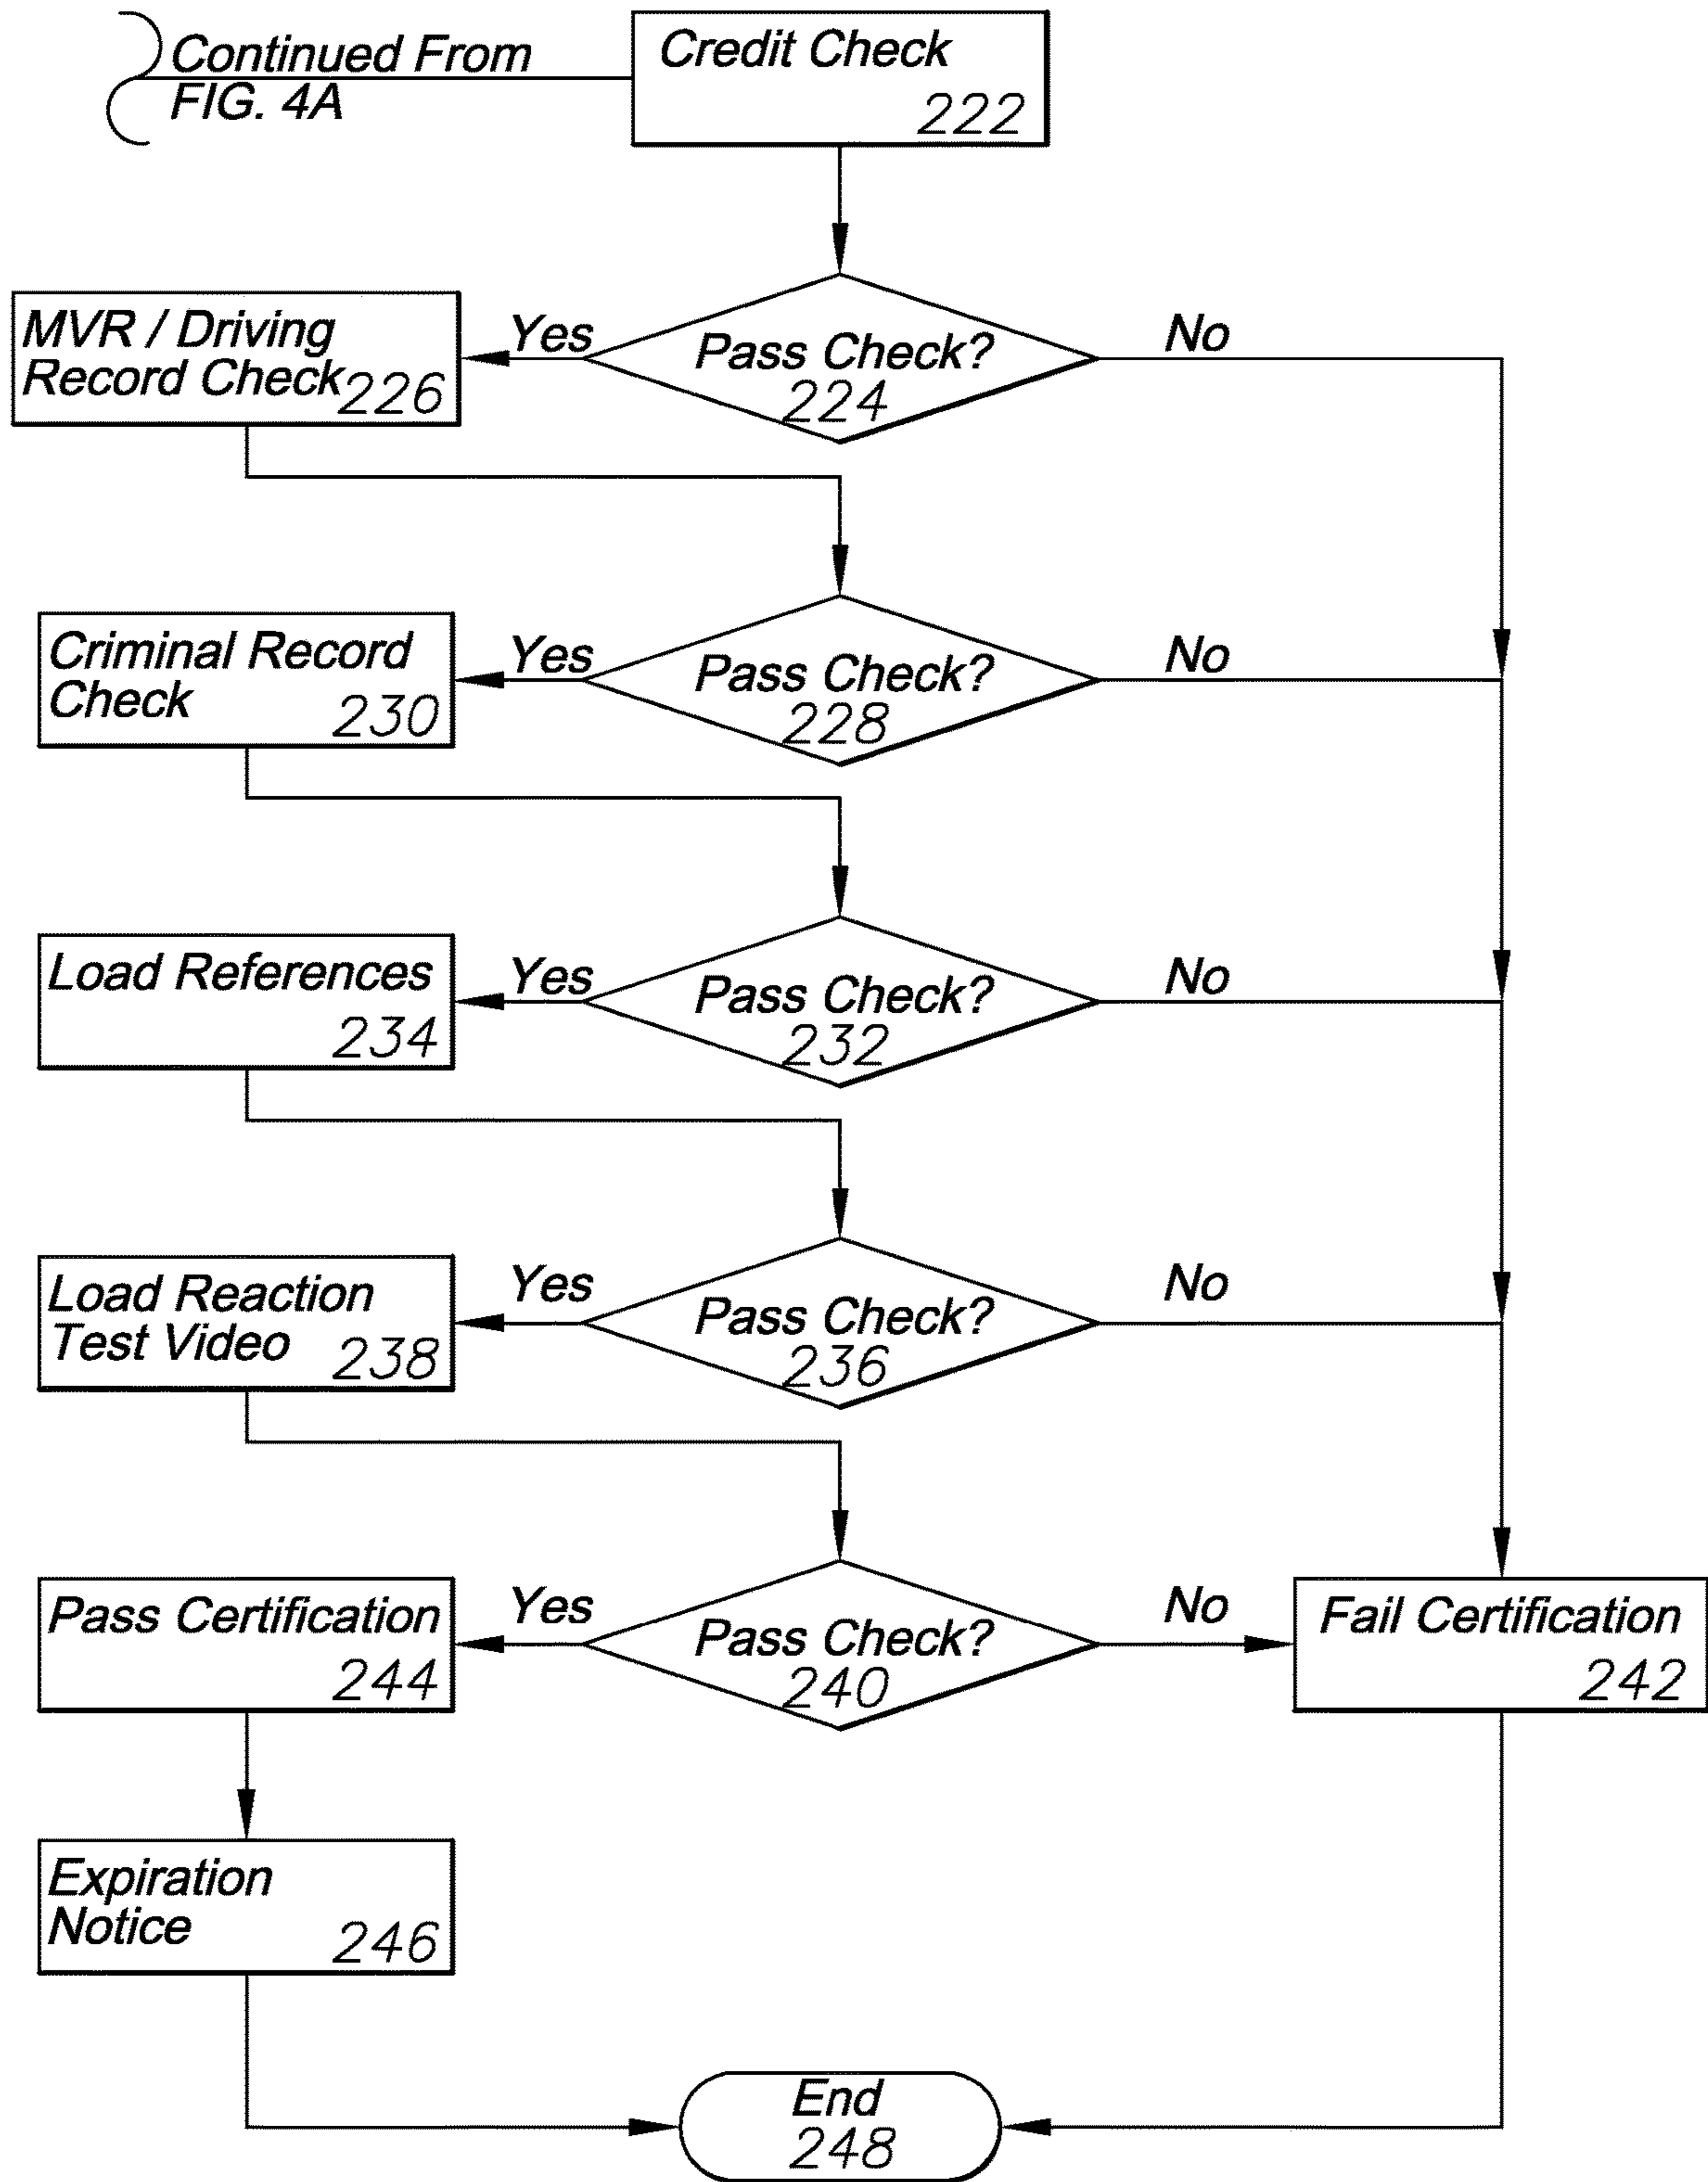 Continued From
FIG. 4A
Credit Check
222
MVR / Driving
Record Check 226
Yes
Pass Check?
224
No
Criminal Record
Check 230
Yes
Pass Check?
228
No
Load References
234
Yes
Pass Check?
232
No
Load Reaction
Test Video 238
Yes
Pass Check?
236
No
Pass Certification
244
Yes
Pass Check?
240
No
Fail Certification
242
Expiration
Notice 246
End
248